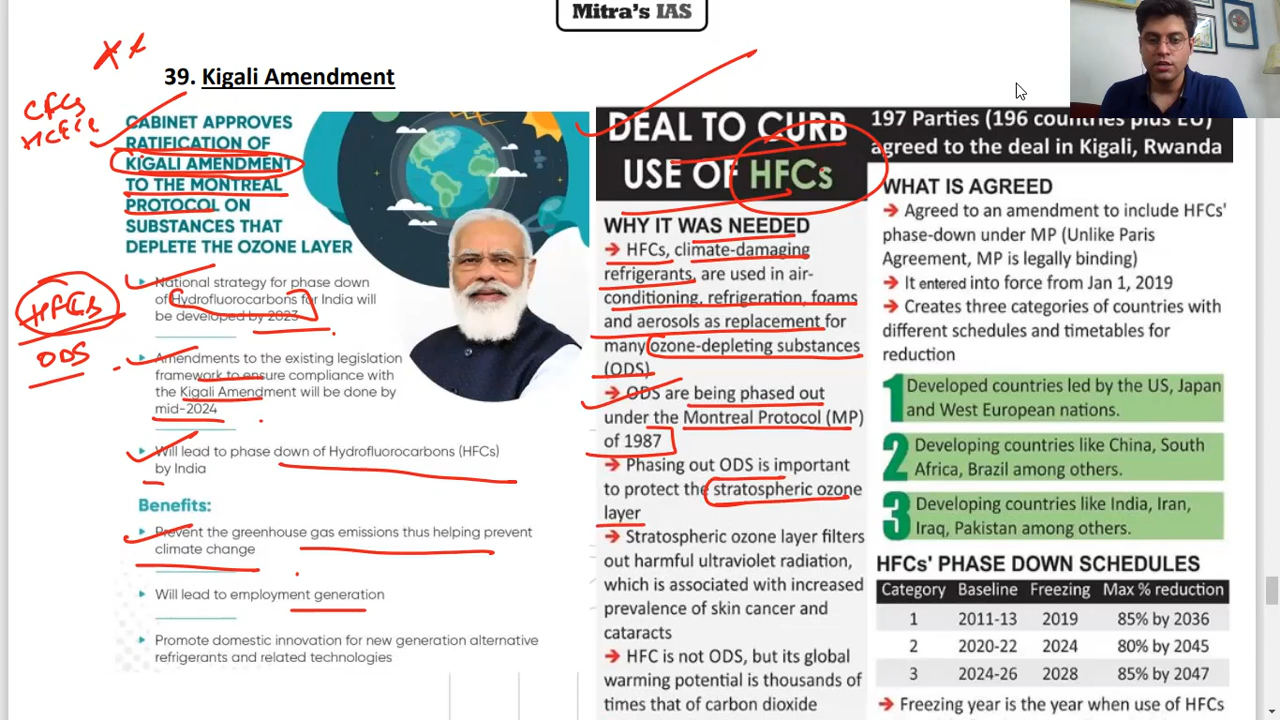 Mitra's IAS
39. Kigali Amendment
CFCs
CABINET APPROVES
RATIFICATION OF
KIGALI AMENDMENT
TO THE MONTREAL
PROTOCOL ON
SUBSTANCES THAT
DEPLETE THE OZONE LAYER
National strategy for phase down
of Hydrofluorocarbons for India will
be developed by 2023
HFCs
ODS
Amendments to the existing legislation
framework to ensure compliance with
the Kigali Amendment will be done by
mid-2024
Will lead to phase down of Hydrofluorocarbons (HFCs)
by India
Benefits:
Prevent the greenhouse gas emissions thus helping prevent
climate change
Will lead to employment generation
Promote domestic innovation for new generation alternative
refrigerants and related technologies
DEAL TO CURB
USE OF HFCs
WHY IT WAS NEEDED
➔ HFCs, climate-damaging
refrigerants, are used in air-
conditioning, refrigeration, foams
and aerosols as replacement for
many ozone-depleting substances
(ODS)
➔ ODS are being phased out
under the Montreal Protocol (MP)
of 1987
➔ Phasing out ODS is important
to protect the stratospheric ozone
layer
➔ Stratospheric ozone layer filters
out harmful ultraviolet radiation,
which is associated with increased
prevalence of skin cancer and
cataracts
➔ HFC is not ODS, but its global
warming potential is thousands of
times that of carbon dioxide
197 Parties (196 countries plus EU)
agreed to the deal in Kigali, Rwanda
WHAT IS AGREED
➔ Agreed to an amendment to include HFCs'
phase-down under MP (Unlike Paris
Agreement, MP is legally binding)
➔ It entered into force from Jan 1, 2019
➔ Creates three categories of countries with
different schedules and timetables for
reduction
1 Developed countries led by the US, Japan
and West European nations.
2 Developing countries like China, South
Africa, Brazil among others.
3 Developing countries like India, Iran,
Iraq, Pakistan among others.
HFCs' PHASE DOWN SCHEDULES
Category Baseline Freezing Max % reduction
1 2011-13 2019 85% by 2036
2 2020-22 2024 80% by 2045
3 2024-26 2028 85% by 2047
➔ Freezing year is the year when use of HFCs